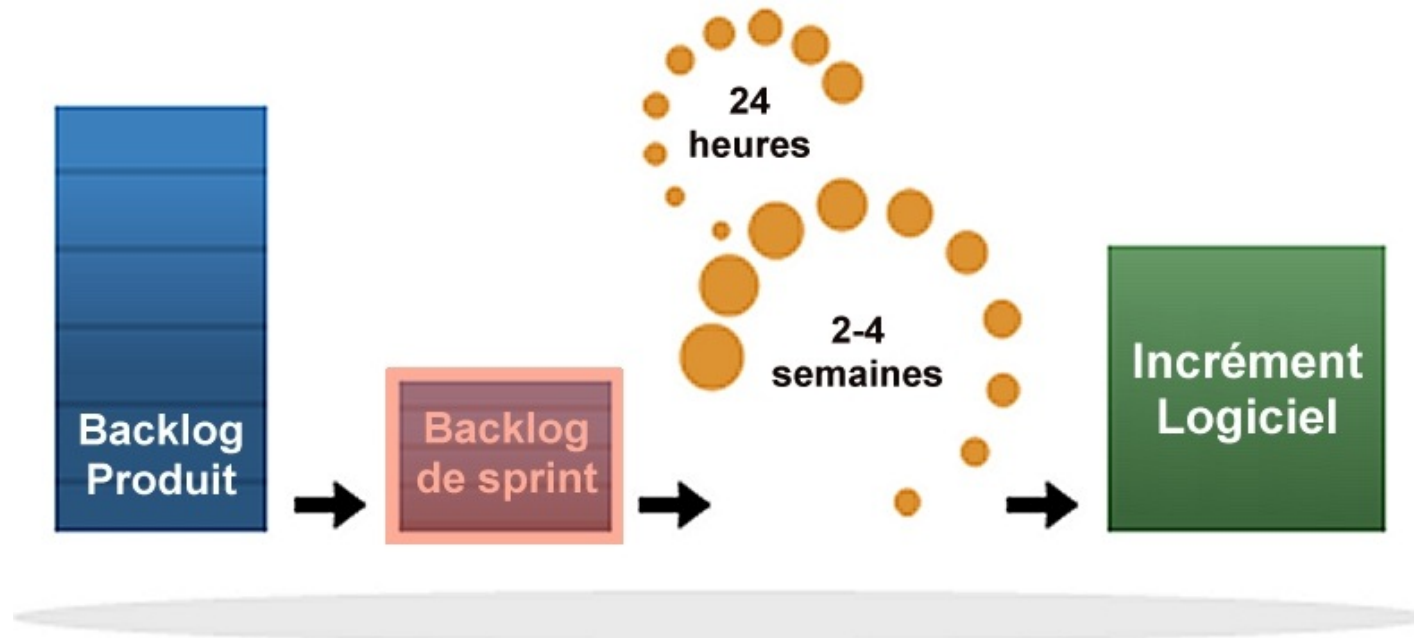 24
heures
2-4
semaines
Backlog
Produit
Backlog
de sprint
Incrément
Logiciel